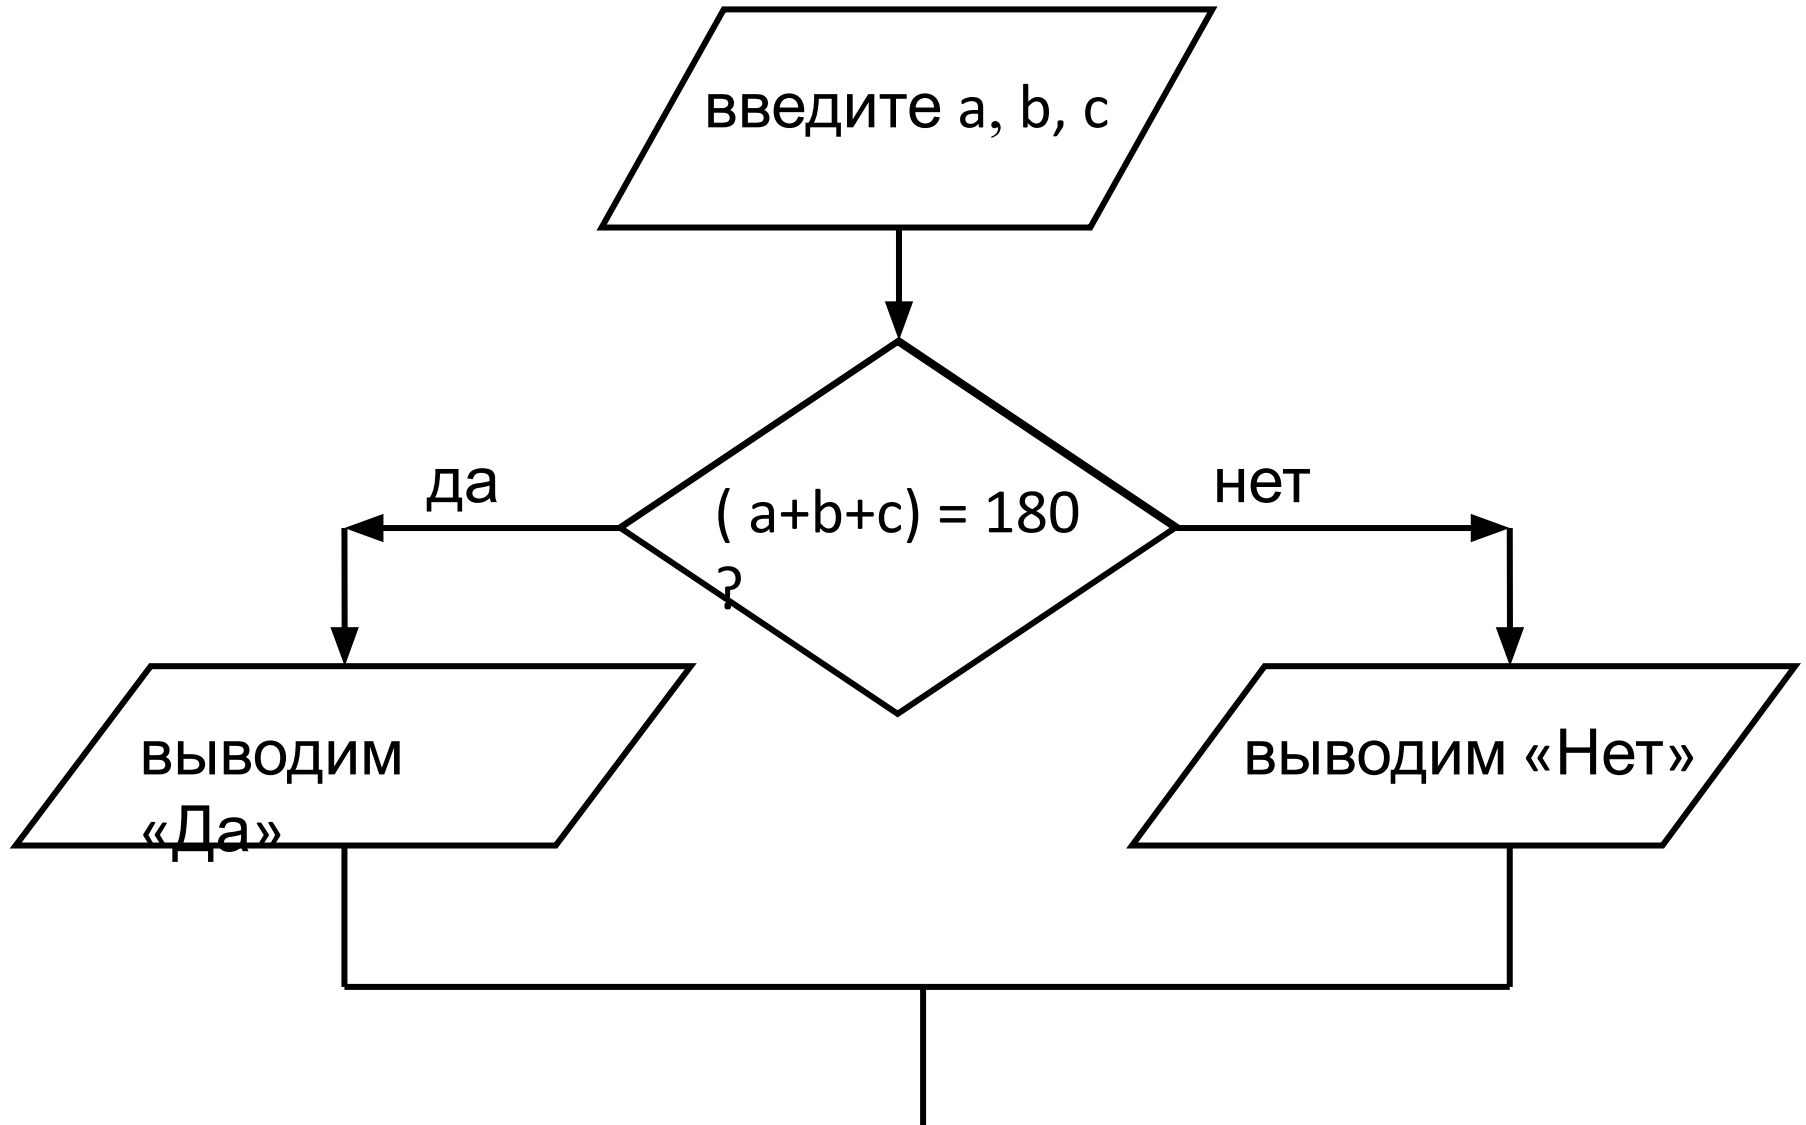 введите a, b, c
да
нет
( a+b+c) = 180
?
выводим
«Да»
выводим «Нет»